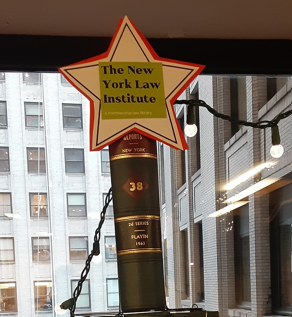 The New
York Law
Institute
REPORTS
NEW YORK
38
2d SERIES
FLAVIN
1963